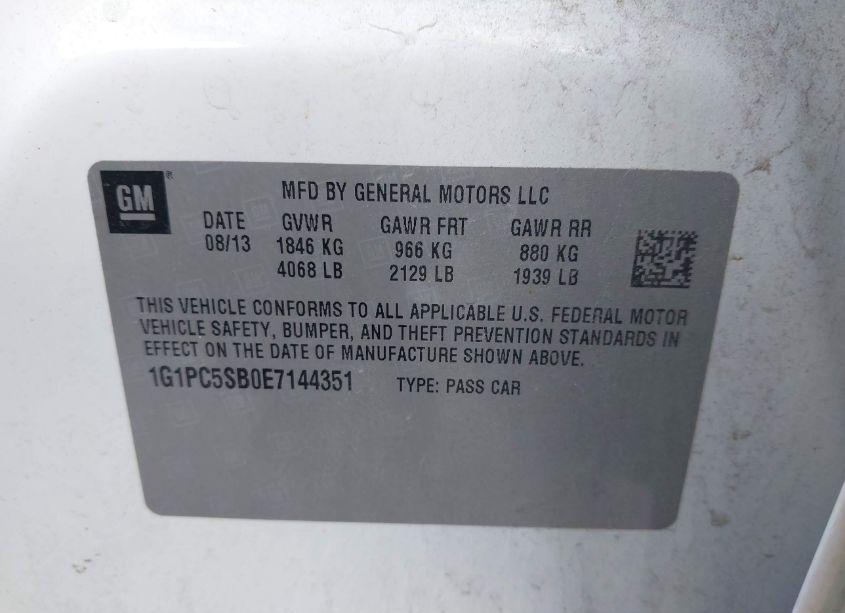 GM®
MFD BY GENERAL MOTORS LLC
DATE GVWR GAWR FRT GAWR RR
08/13 1846 KG 966 KG 880 KG
4068 LB 2129 LB 1939 LB
THIS VEHICLE CONFORMS TO ALL APPLICABLE U.S. FEDERAL MOTOR
VEHICLE SAFETY, BUMPER, AND THEFT PREVENTION STANDARDS IN
EFFECT ON THE DATE OF MANUFACTURE SHOWN ABOVE.
1G1PC5SB0E7144351 TYPE: PASS CAR